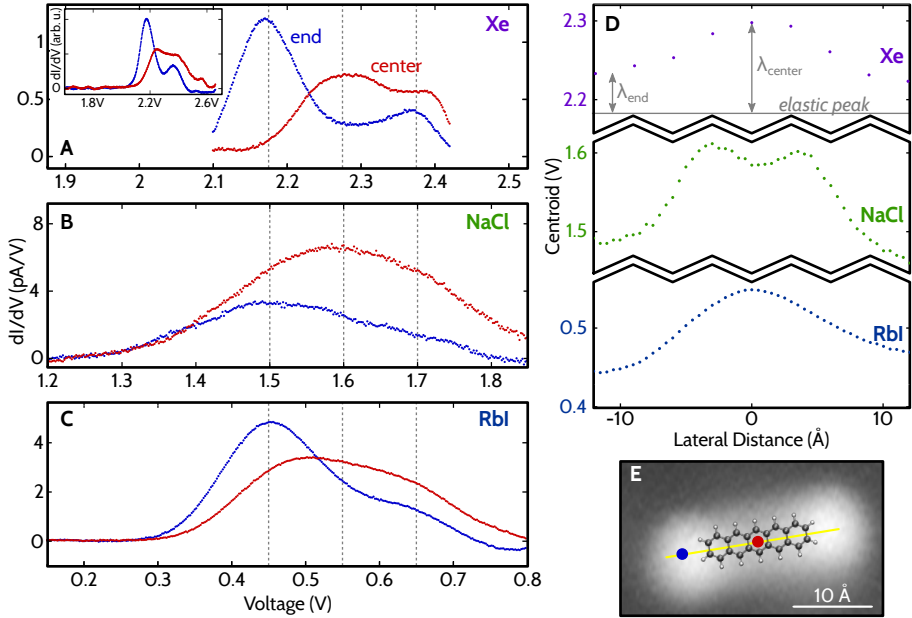 A
Xe
end
center
dI/dV (arb. u.)
0
1.8V 2.2V 2.6V
1
0.5
0
1.9 2 2.1 2.2 2.3 2.4 2.5
B
NaCl
dI/dV (pA/V)
8
4
0
1.2 1.3 1.4 1.5 1.6 1.7 1.8
C
RbI
4
2
0
0.2 0.3 0.4 0.5 0.6 0.7 0.8
Voltage (V)
D
2.3
Xe
λcenter
λend
2.2
elastic peak
1.6
NaCl
Centroid (V)
1.5
0.5
RbI
0.4
-10 0 10
Lateral Distance (Å)
E
10 Å